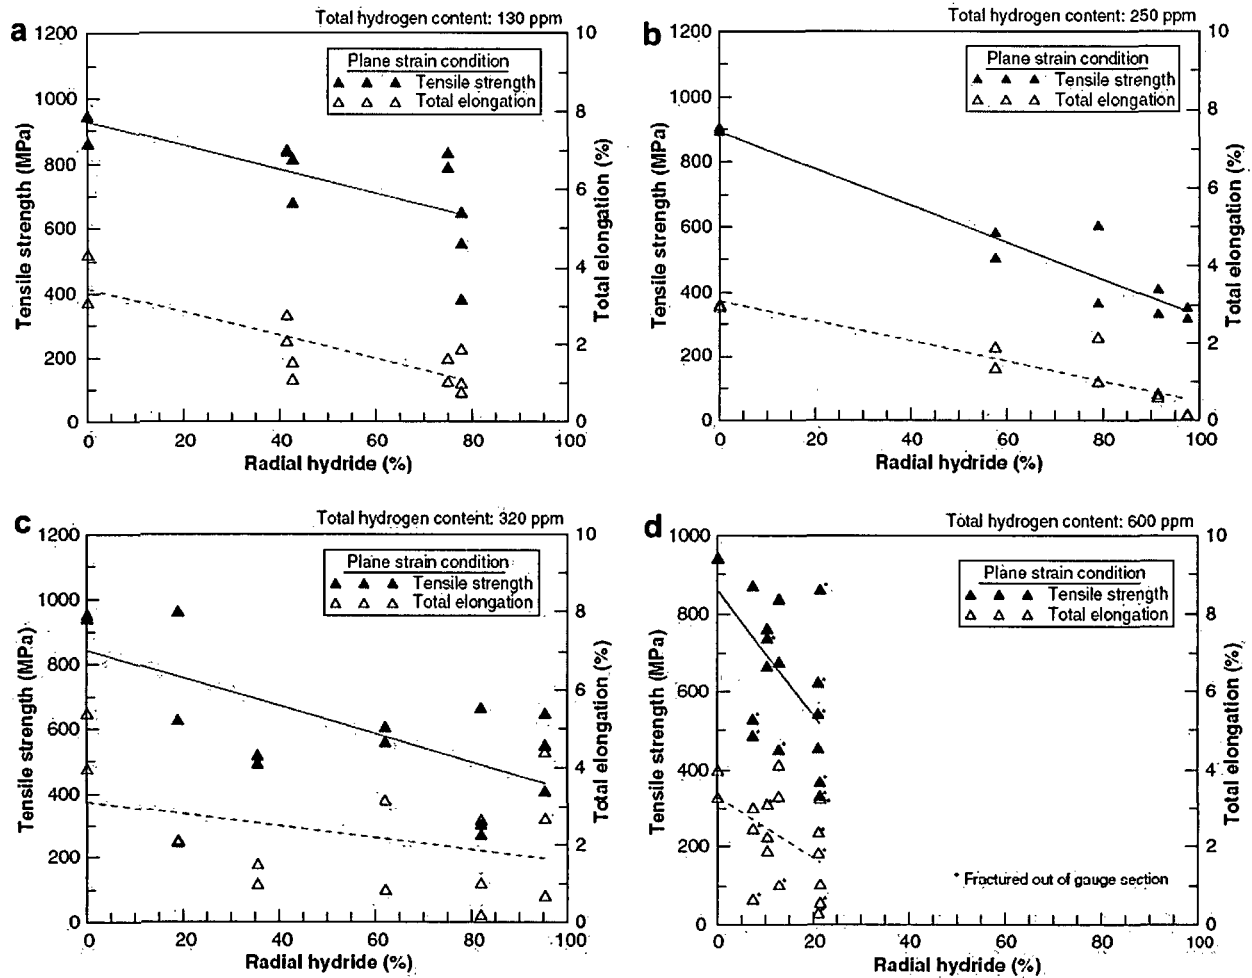 a
Total hydrogen content: 130 ppm
Plane strain condition
Tensile strength
Total elongation
1200
1000
800
600
400
200
0
Tensile strength (MPa)
10
8
6
4
2
0
Total elongation (%)
0 20 40 60 80 100
Radial hydride (%)
b
Total hydrogen content: 250 ppm
Plane strain condition
Tensile strength
Total elongation
1200
1000
800
600
400
200
0
Tensile strength (MPa)
10
8
6
4
2
0
Total elongation (%)
0 20 40 60 80 100
Radial hydride (%)
c
Total hydrogen content: 320 ppm
Plane strain condition
Tensile strength
Total elongation
1200
1000
800
600
400
200
0
Tensile strength (MPa)
10
8
6
4
2
0
Total elongation (%)
0 20 40 60 80 100
Radial hydride (%)
d
Total hydrogen content: 600 ppm
Plane strain condition
Tensile strength
Total elongation
1000
800
600
400
200
0
Tensile strength (MPa)
10
8
6
4
2
0
Total elongation (%)
* Fractured out of gauge section
0 20 40 60 80 100
Radial hydride (%)